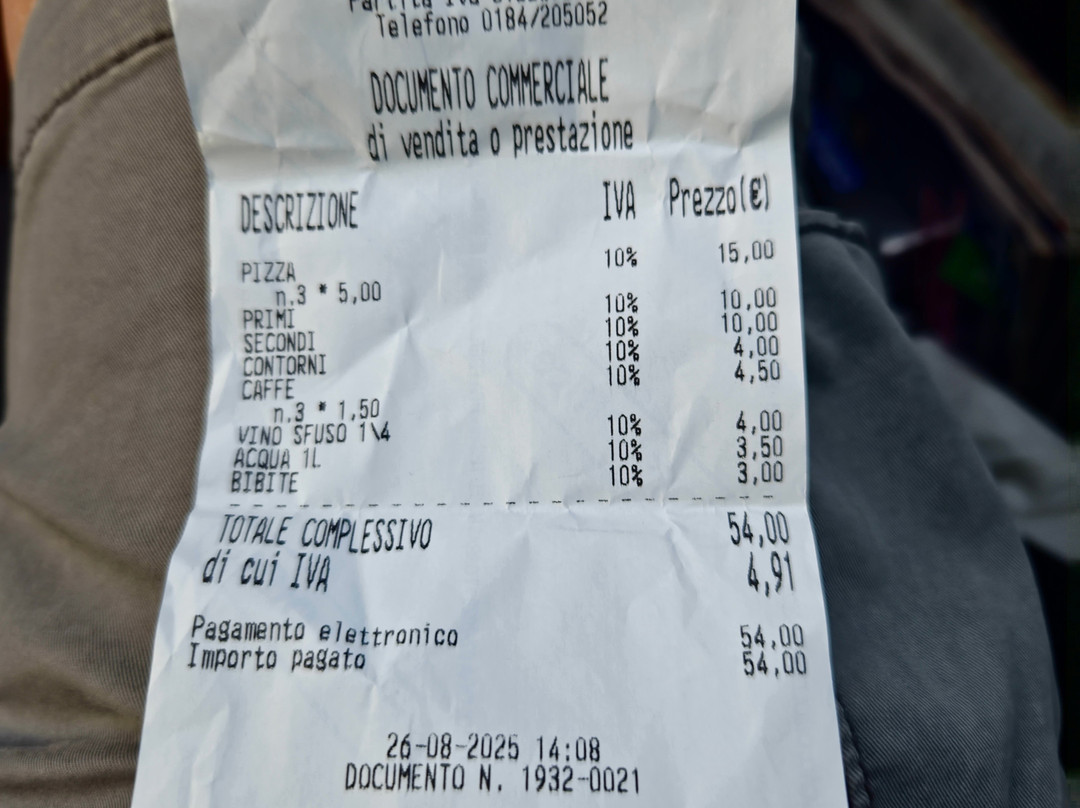 Partita Iva
Telefono 0184/205052
DOCUMENTO COMMERCIALE
di vendita o prestazione
DESCRIZIONE IVA Prezzo(€)
PIZZA 10% 15,00
n.3 * 5,00
PRIMI 10% 10,00
SECONDI 10% 10,00
CONTORNI 10% 4,00
CAFFE 10% 4,50
n.3 * 1,50
VINO SFUSO 1\4 10% 4,00
ACQUA 1L 10% 3,50
BIBITE 10% 3,00
TOTALE COMPLESSIVO 54,00
di cui IVA 4,91
Pagamento elettronico 54,00
Importo pagato 54,00
26-08-2025 14:08
DOCUMENTO N. 1932-0021